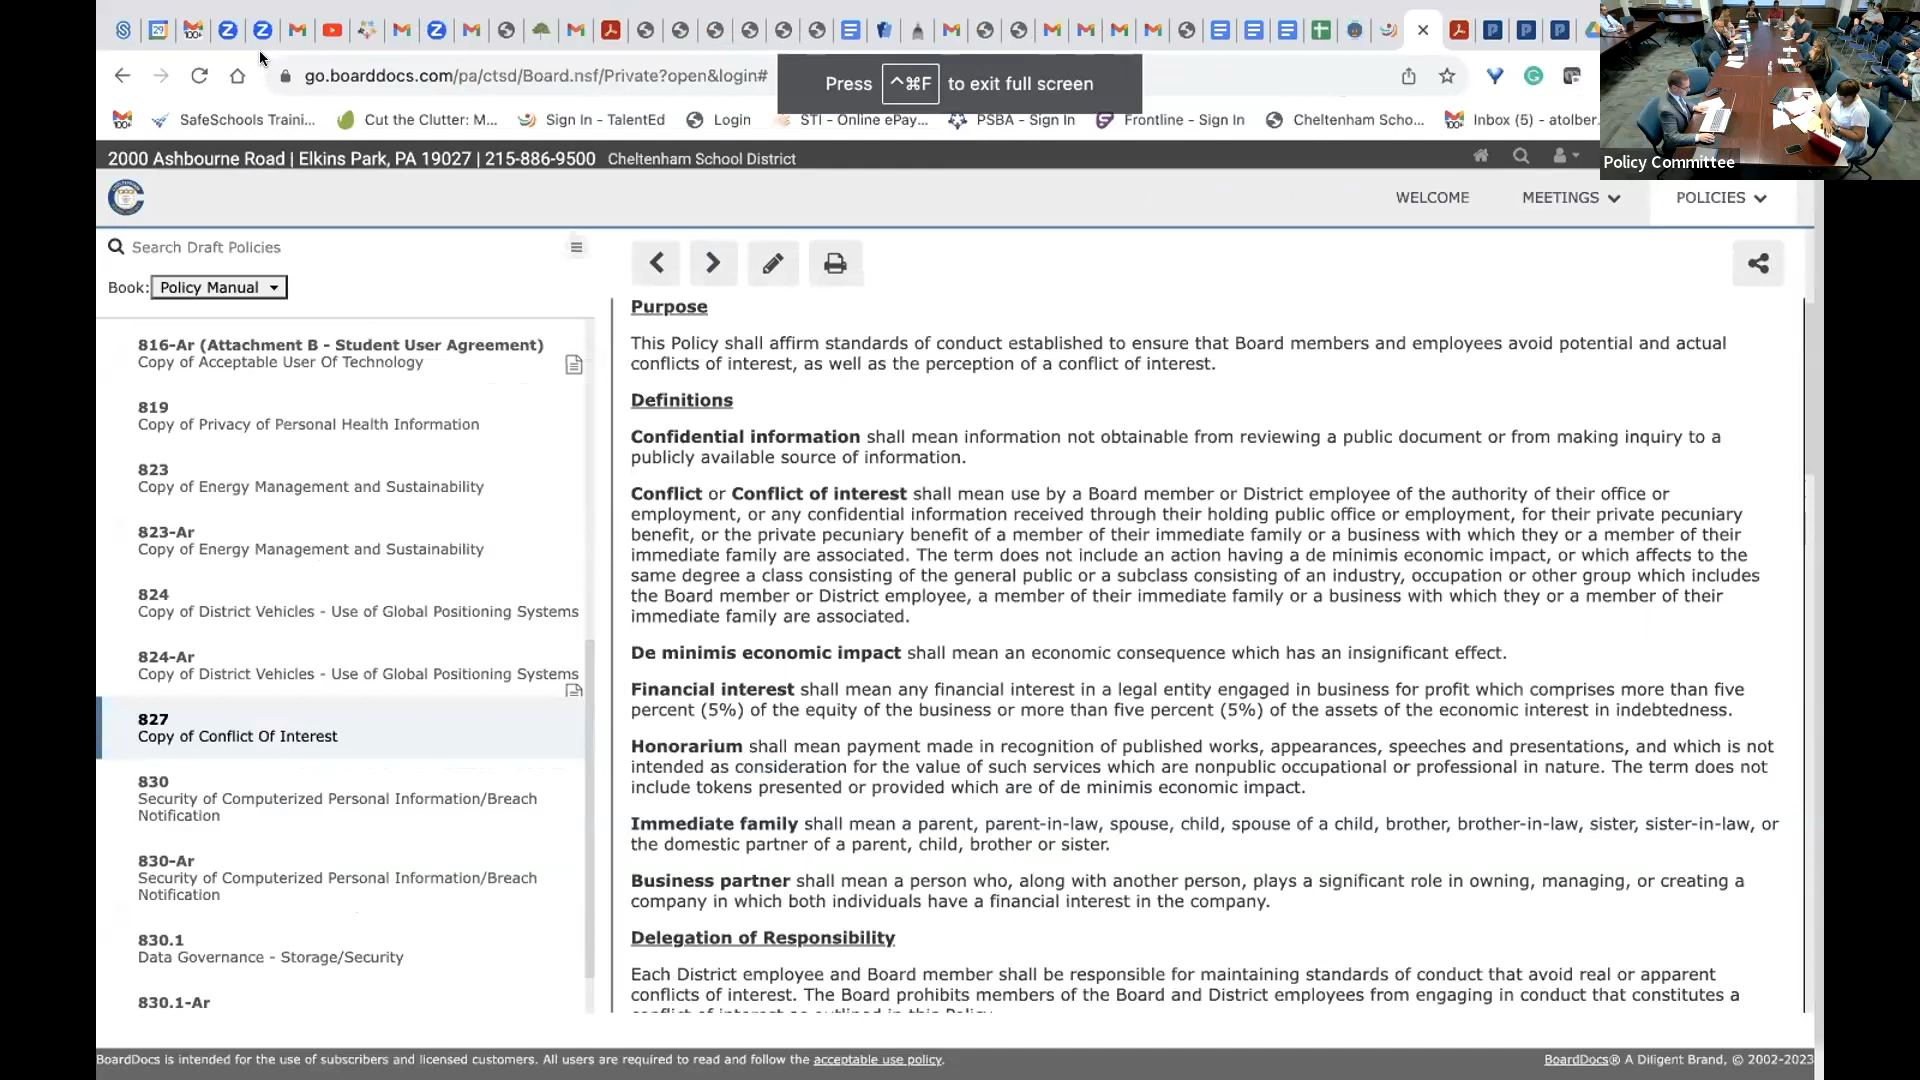 go.boarddocs.com/pa/ctsd/Board.nsf/Private?open&login#
Press ^⌘F to exit full screen
SafeSchools Traini...
Cut the Clutter: M...
Sign In - TalentEd
Login
STI - Online ePay...
PSBA - Sign In
Frontline - Sign In
Cheltenham Scho...
Inbox (5) - atolber...
Policy Committee
2000 Ashbourne Road | Elkins Park, PA 19027 | 215-886-9500 Cheltenham School District
WELCOME
MEETINGS
POLICIES
Search Draft Policies
Book: Policy Manual
816-Ar (Attachment B - Student User Agreement)
Copy of Acceptable User Of Technology
819
Copy of Privacy of Personal Health Information
823
Copy of Energy Management and Sustainability
823-Ar
Copy of Energy Management and Sustainability
824
Copy of District Vehicles - Use of Global Positioning Systems
824-Ar
Copy of District Vehicles - Use of Global Positioning Systems
827
Copy of Conflict Of Interest
830
Security of Computerized Personal Information/Breach
Notification
830-Ar
Security of Computerized Personal Information/Breach
Notification
830.1
Data Governance - Storage/Security
830.1-Ar
Purpose
This Policy shall affirm standards of conduct established to ensure that Board members and employees avoid potential and actual
conflicts of interest, as well as the perception of a conflict of interest.
Definitions
Confidential information shall mean information not obtainable from reviewing a public document or from making inquiry to a
publicly available source of information.
Conflict or Conflict of interest shall mean use by a Board member or District employee of the authority of their office or
employment, or any confidential information received through their holding public office or employment, for their private pecuniary
benefit, or the private pecuniary benefit of a member of their immediate family or a business with which they or a member of their
immediate family are associated. The term does not include an action having a de minimis economic impact, or which affects to the
same degree a class consisting of the general public or a subclass consisting of an industry, occupation or other group which includes
the Board member or District employee, a member of their immediate family or a business with which they or a member of their
immediate family are associated.
De minimis economic impact shall mean an economic consequence which has an insignificant effect.
Financial interest shall mean any financial interest in a legal entity engaged in business for profit which comprises more than five
percent (5%) of the equity of the business or more than five percent (5%) of the assets of the economic interest in indebtedness.
Honorarium shall mean payment made in recognition of published works, appearances, speeches and presentations, and which is not
intended as consideration for the value of such services which are nonpublic occupational or professional in nature. The term does not
include tokens presented or provided which are of de minimis economic impact.
Immediate family shall mean a parent, parent-in-law, spouse, child, spouse of a child, brother, brother-in-law, sister, sister-in-law, or
the domestic partner of a parent, child, brother or sister.
Business partner shall mean a person who, along with another person, plays a significant role in owning, managing, or creating a
company in which both individuals have a financial interest in the company.
Delegation of Responsibility
Each District employee and Board member shall be responsible for maintaining standards of conduct that avoid real or apparent
conflicts of interest. The Board prohibits members of the Board and District employees from engaging in conduct that constitutes a
conflict of interest as outlined in this Policy.
BoardDocs is intended for the use of subscribers and licensed customers. All users are required to read and follow the acceptable use policy.
BoardDocs® A Diligent Brand, © 2002-2023